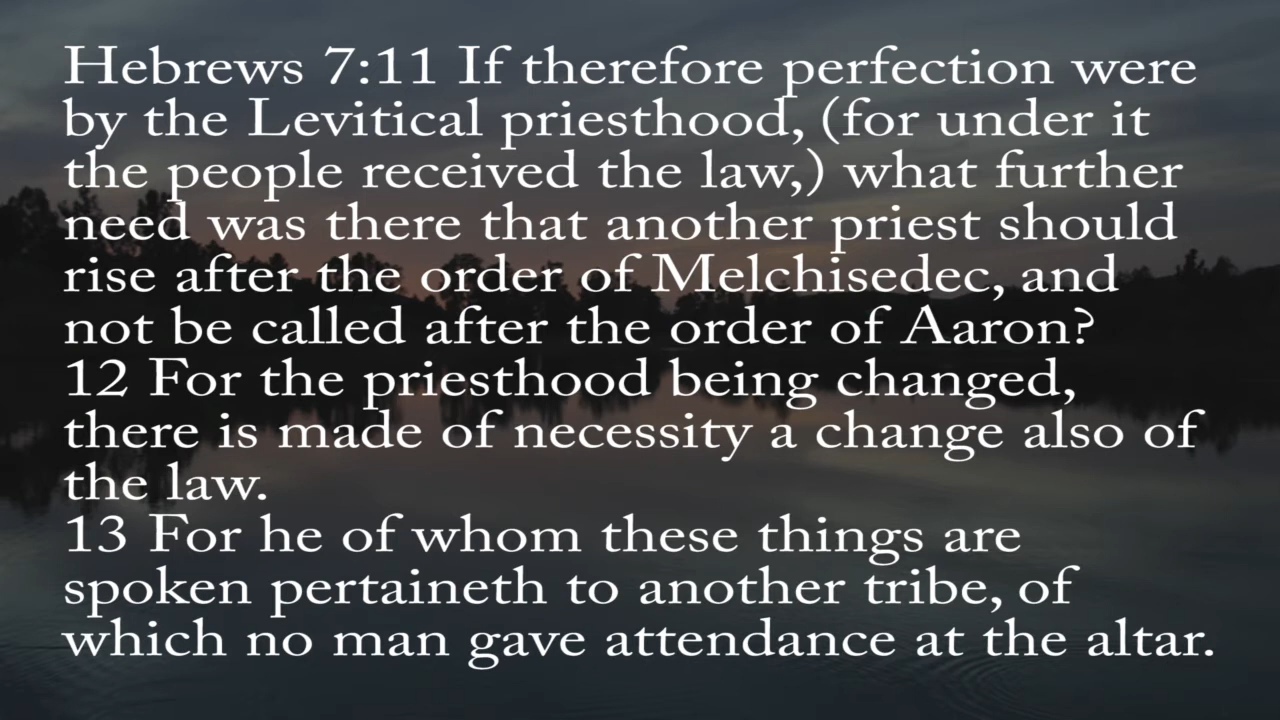 Hebrews 7:11 If therefore perfection were
by the Levitical priesthood, (for under it
the people received the law,) what further
need was there that another priest should
rise after the order of Melchisedec, and
not be called after the order of Aaron?
12 For the priesthood being changed,
there is made of necessity a change also of
the law.
13 For he of whom these things are
spoken pertaineth to another tribe, of
which no man gave attendance at the altar.